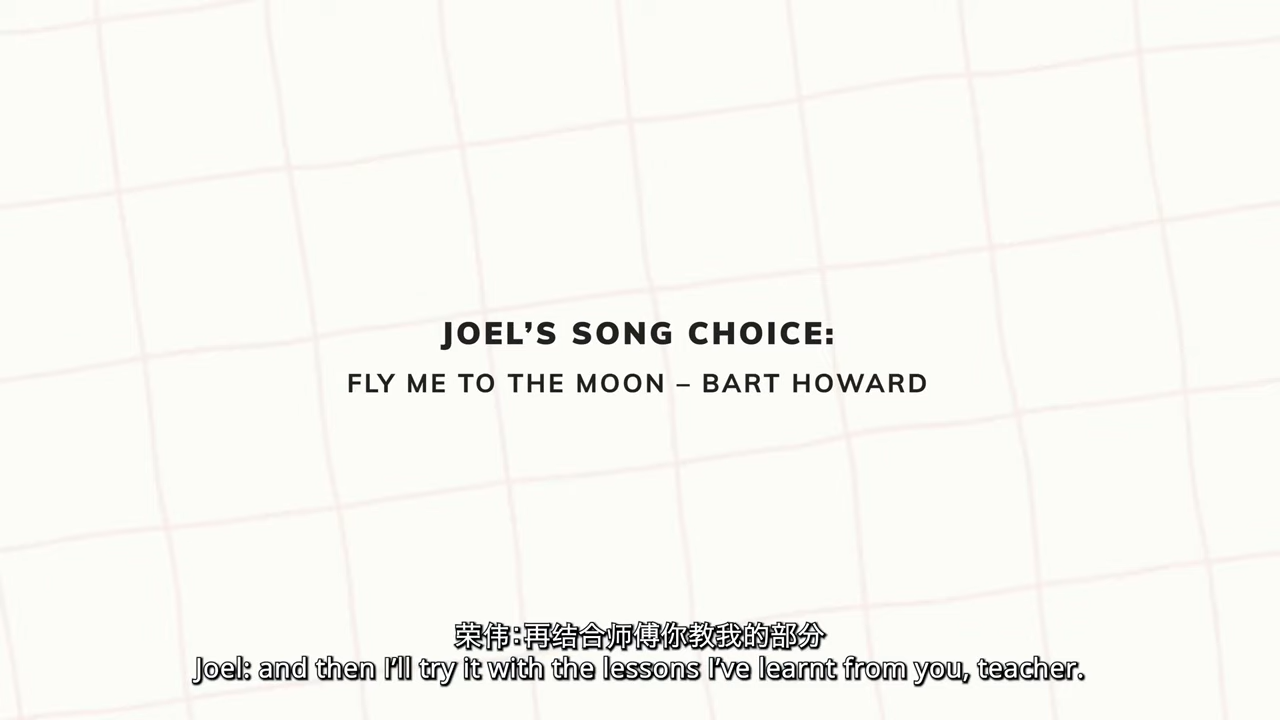 JOEL’S SONG CHOICE:
FLY ME TO THE MOON – BART HOWARD
荣伟:再结合师傅你教我的部分
Joel: and then I’ll try it with the lessons I’ve learnt from you, teacher.